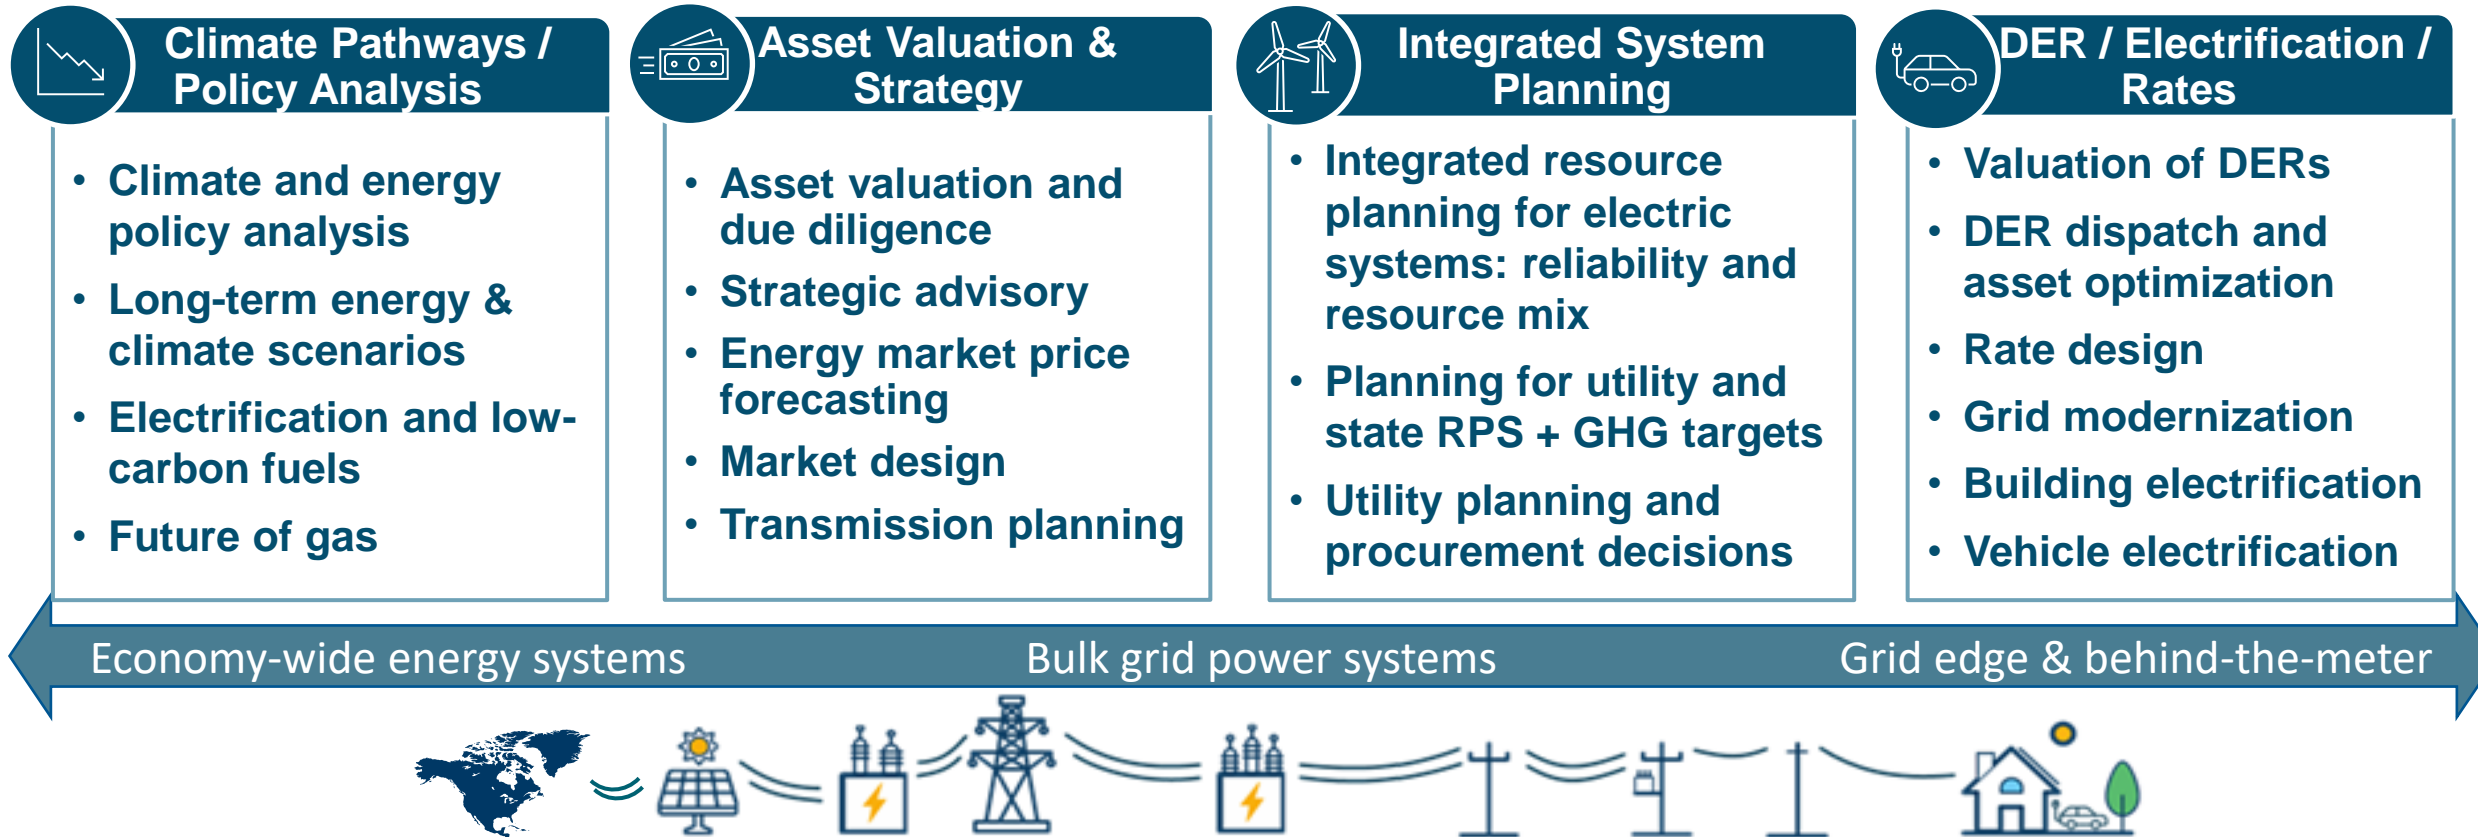 Climate Pathways /
Policy Analysis
• Climate and energy
policy analysis
• Long-term energy &
climate scenarios
• Electrification and low-
carbon fuels
• Future of gas
Asset Valuation &
Strategy
• Asset valuation and
due diligence
• Strategic advisory
• Energy market price
forecasting
• Market design
• Transmission planning
Integrated System
Planning
• Integrated resource
planning for electric
systems: reliability and
resource mix
• Planning for utility and
state RPS + GHG targets
• Utility planning and
procurement decisions
DER / Electrification /
Rates
• Valuation of DERs
• DER dispatch and
asset optimization
• Rate design
• Grid modernization
• Building electrification
• Vehicle electrification
Economy-wide energy systems
Bulk grid power systems
Grid edge & behind-the-meter